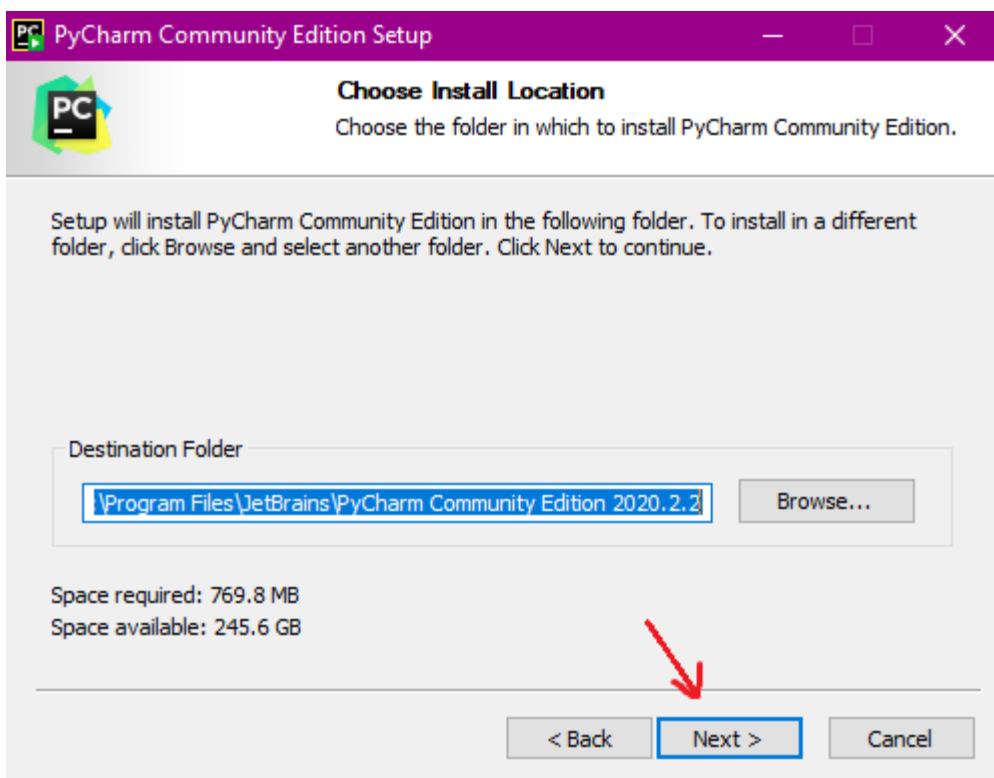 PyCharm Community Edition Setup
PC
Choose Install Location
Choose the folder in which to install PyCharm Community Edition.
Setup will install PyCharm Community Edition in the following folder. To install in a different
folder, click Browse and select another folder. Click Next to continue.
Destination Folder
:\Program Files\JetBrains\PyCharm Community Edition 2020.2.2
Browse...
Space required: 769.8 MB
Space available: 245.6 GB
< Back
Next >
Cancel